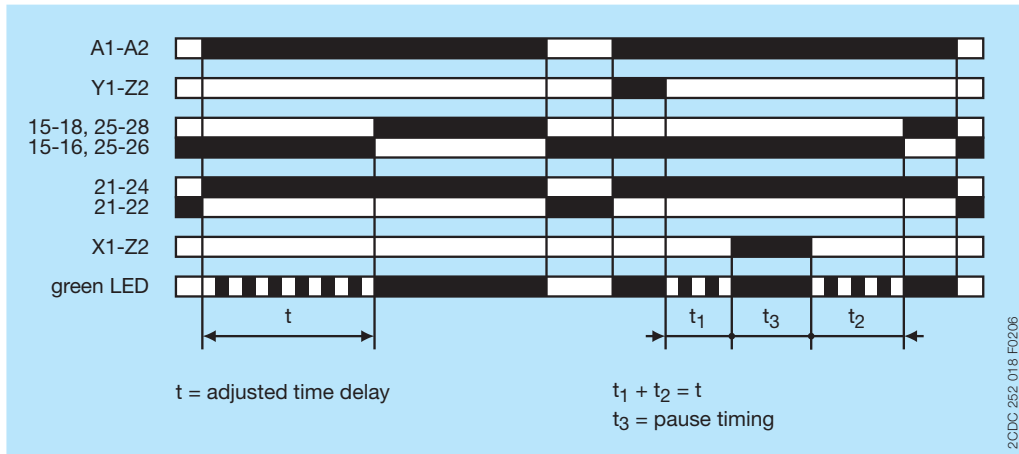 A1-A2
Y1-Z2
15-18, 25-28
15-16, 25-26
21-24
21-22
X1-Z2
green LED
t
t1
t3
t2
t = adjusted time delay
t1 + t2 = t
t3 = pause timing
2CDC 252 018 F0206